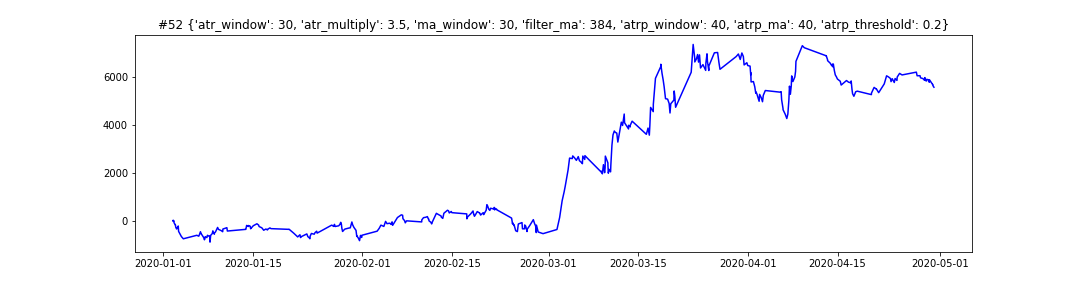 #52 {'atr_window': 30, 'atr_multiply': 3.5, 'ma_window': 30, 'filter_ma': 384, 'atrp_window': 40, 'atrp_ma': 40, 'atrp_threshold': 0.2}
6000
4000
2000
0
2020-01-01 2020-01-15 2020-02-01 2020-02-15 2020-03-01 2020-03-15 2020-04-01 2020-04-15 2020-05-01